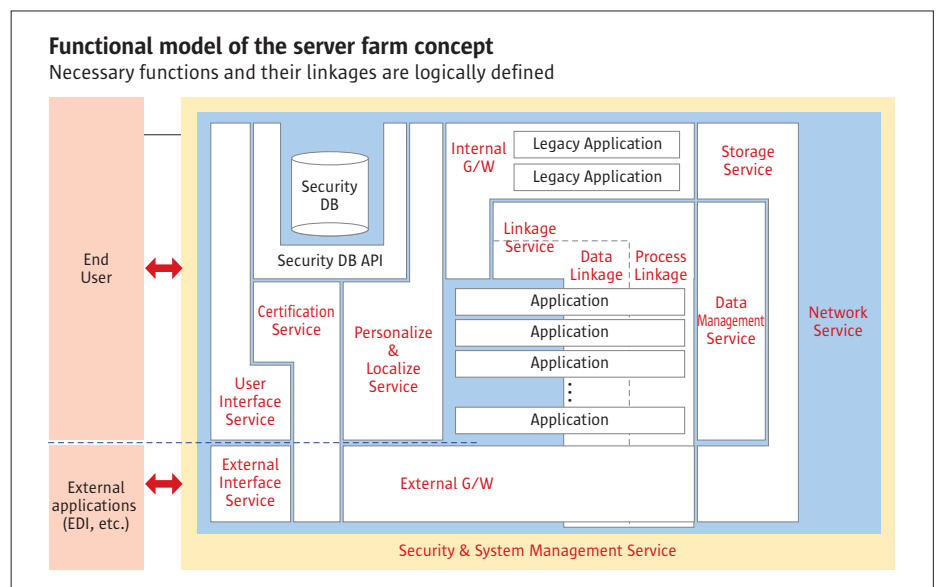 Functional model of the server farm concept
Necessary functions and their linkages are logically defined
End
User
External
applications
(EDI, etc.)
Security
DB
Security DB API
Certification
Service
User
Interface
Service
External
Interface
Service
Personalize
&
Localize
Service
Internal
G/W
Legacy Application
Legacy Application
Linkage
Service
Data
Linkage
Process
Linkage
Application
Application
Application
Application
External G/W
Storage
Service
Data
Management
Service
Network
Service
Security & System Management Service